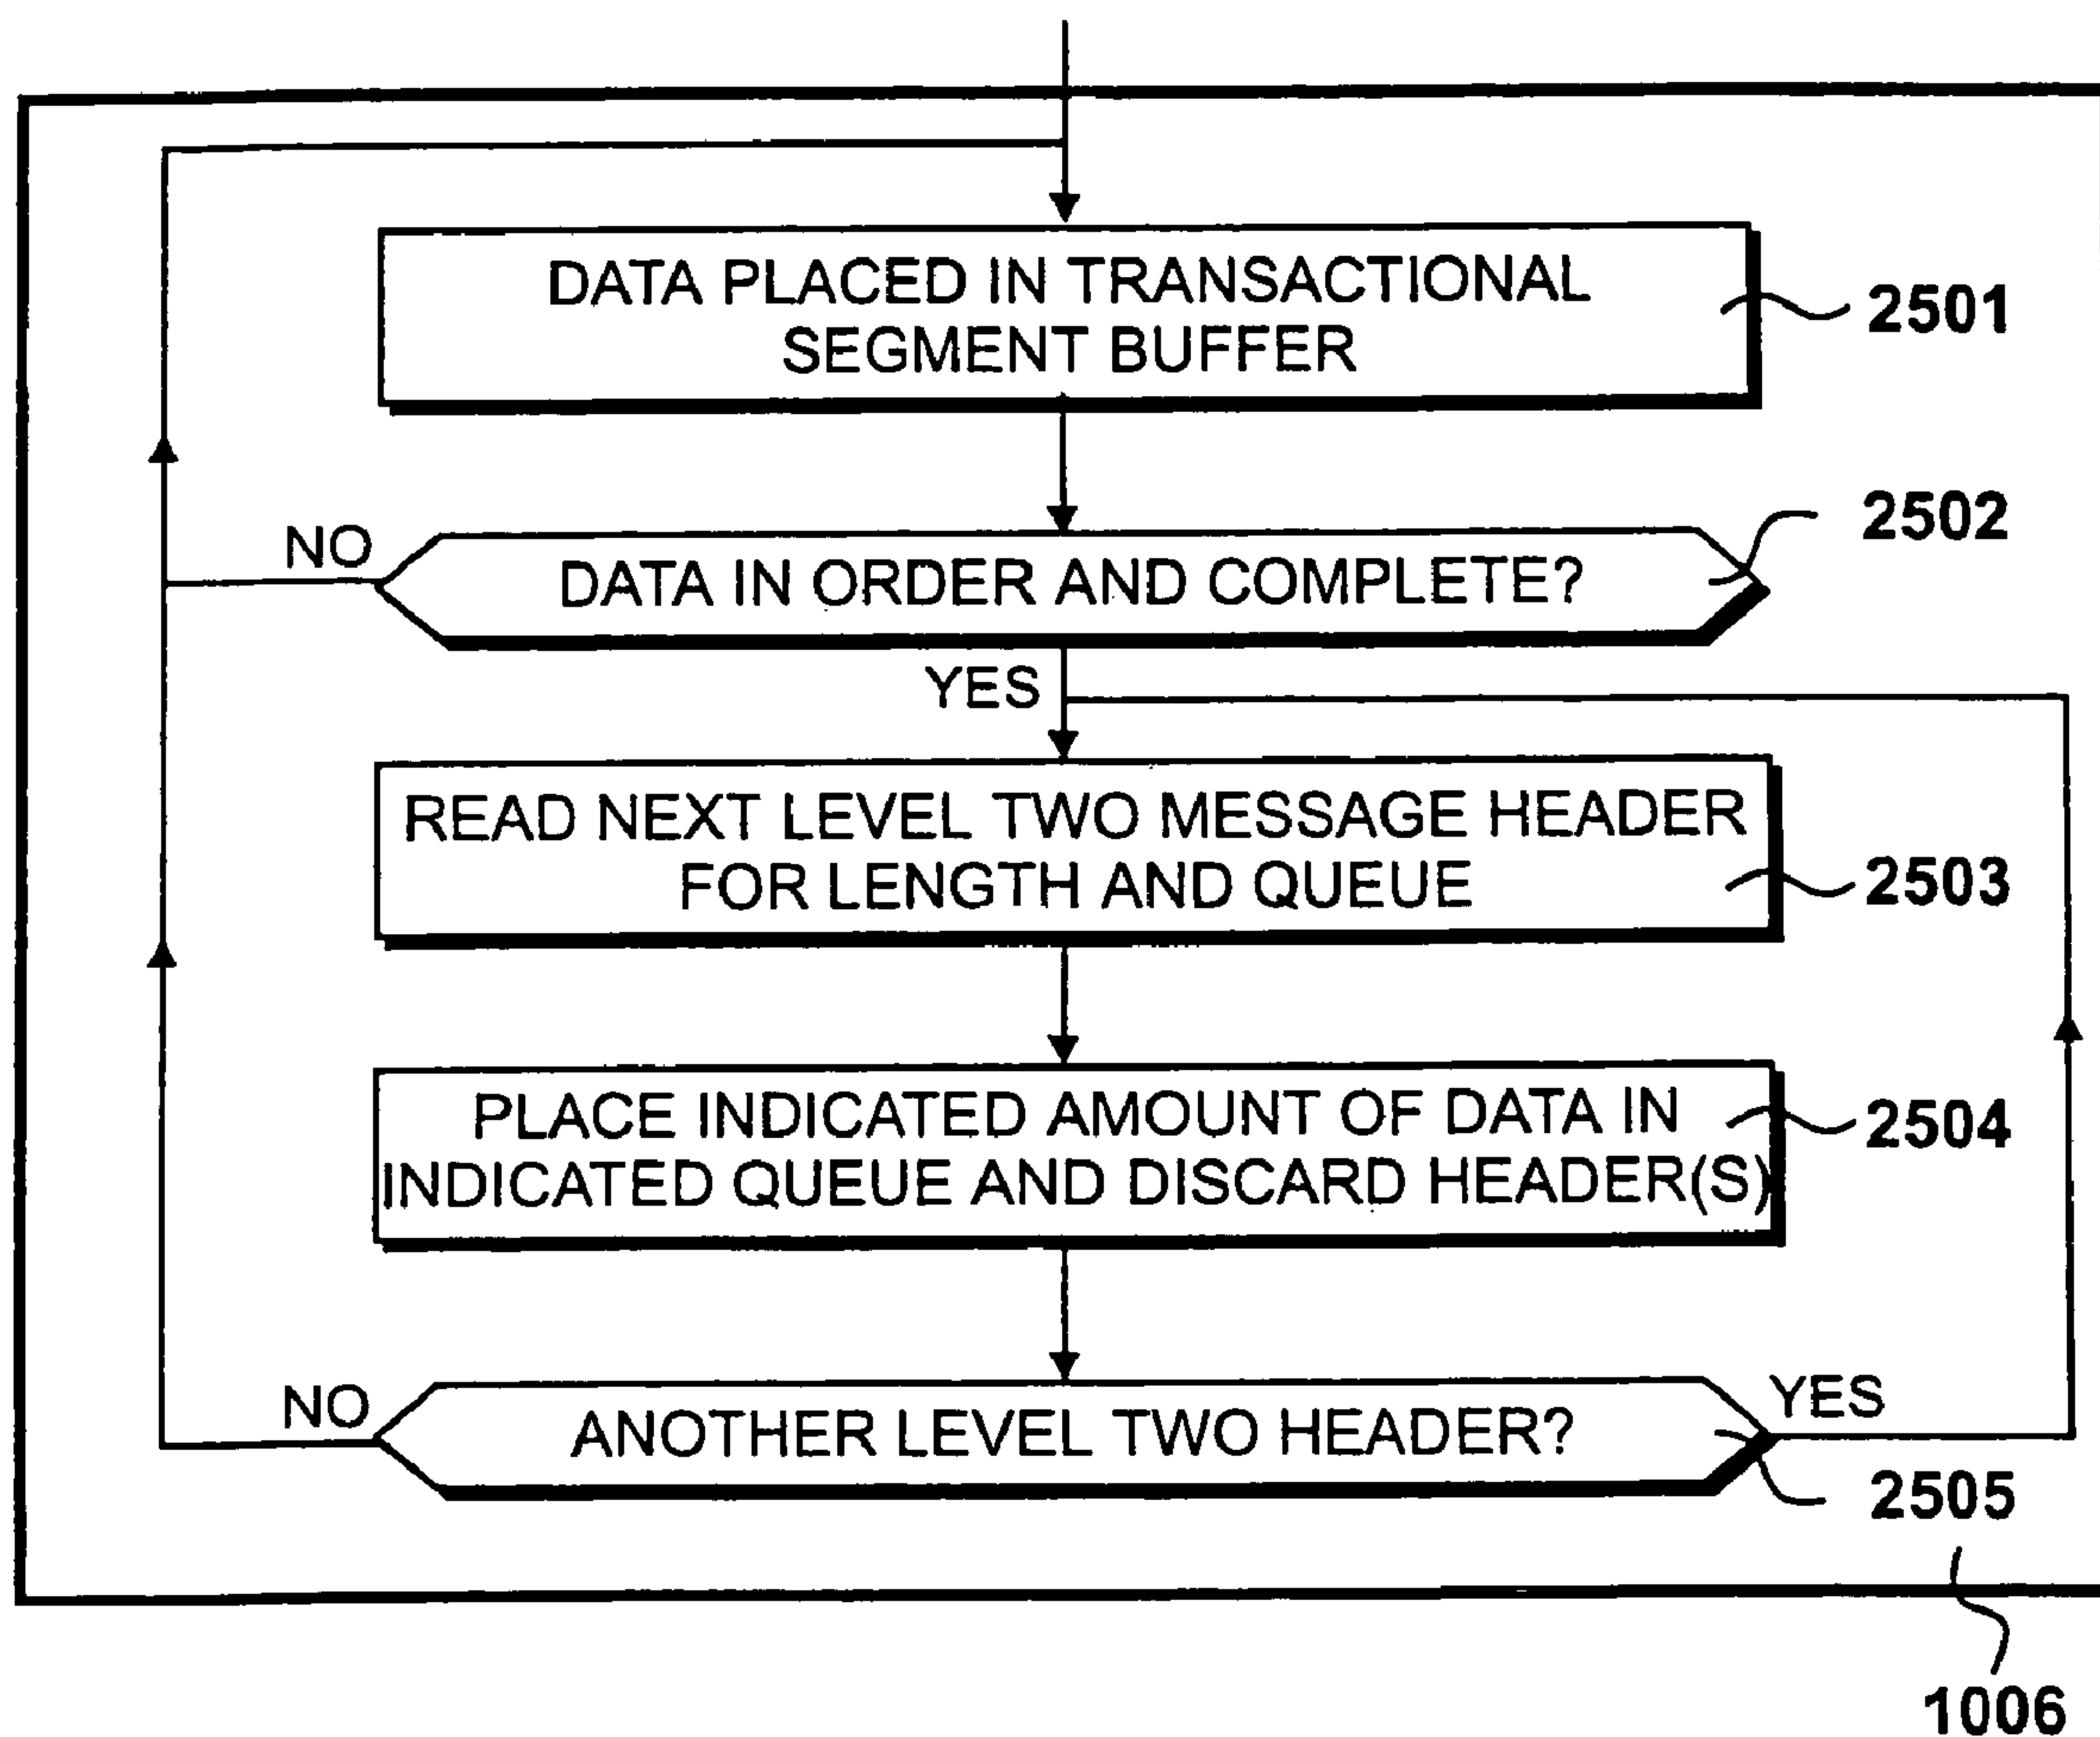 DATA PLACED IN TRANSACTIONAL
SEGMENT BUFFER
2501
2502
NO
DATA IN ORDER AND COMPLETE?
YES
READ NEXT LEVEL TWO MESSAGE HEADER
FOR LENGTH AND QUEUE
2503
PLACE INDICATED AMOUNT OF DATA IN
INDICATED QUEUE AND DISCARD HEADER(S)
2504
NO
ANOTHER LEVEL TWO HEADER?
YES
2505
1006